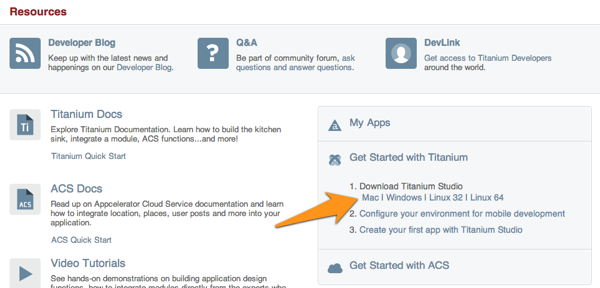 Resources
Developer Blog
Keep up with the latest news and
happenings on our Developer Blog.
Q&A
Be part of community forum, ask
questions and answer questions.
DevLink
Get access to Titanium Developers
around the world.
Ti
Titanium Docs
Explore Titanium Documentation. Learn how to build the kitchen
sink, integrate a module, ACS functions...and more!
Titanium Quick Start
ACS Docs
Read up on Appcelerator Cloud Service documentation and learn
how to integrate location, places, user posts and more into your
application.
ACS Quick Start
Video Tutorials
See hands-on demonstrations on building application design
functions, how to integrate modules directly from the experts who
My Apps
Get Started with Titanium
1. Download Titanium Studio
Mac | Windows | Linux 32 | Linux 64
2. Configure your environment for mobile development
3. Create your first app with Titanium Studio
Get Started with ACS